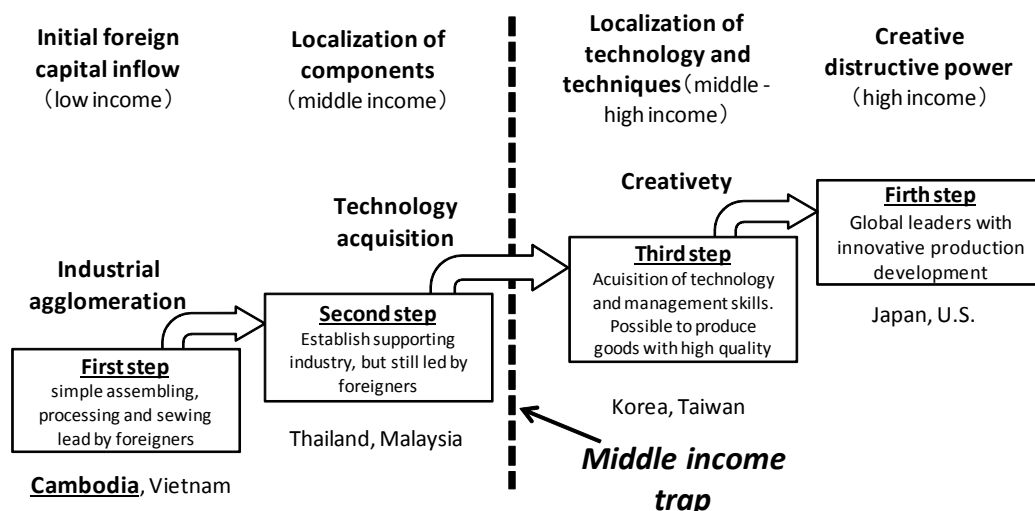 Initial foreign
capital inflow
（low income）
Localization of
components
（middle income）
Localization of
technology and
techniques（middle -
high income）
Creative
distructive power
（high income）
Industrial
agglomeration
Technology
acquisition
Creativety
First step
simple assembling,
processing and sewing
lead by foreigners
Cambodia, Vietnam
Second step
Establish supporting
industry, but still led by
foreigners
Thailand, Malaysia
Third step
Acuisition of technology
and management skills.
Possible to produce
goods with high quality
Korea, Taiwan
Firth step
Global leaders with
innovative production
development
Japan, U.S.
Middle income
trap